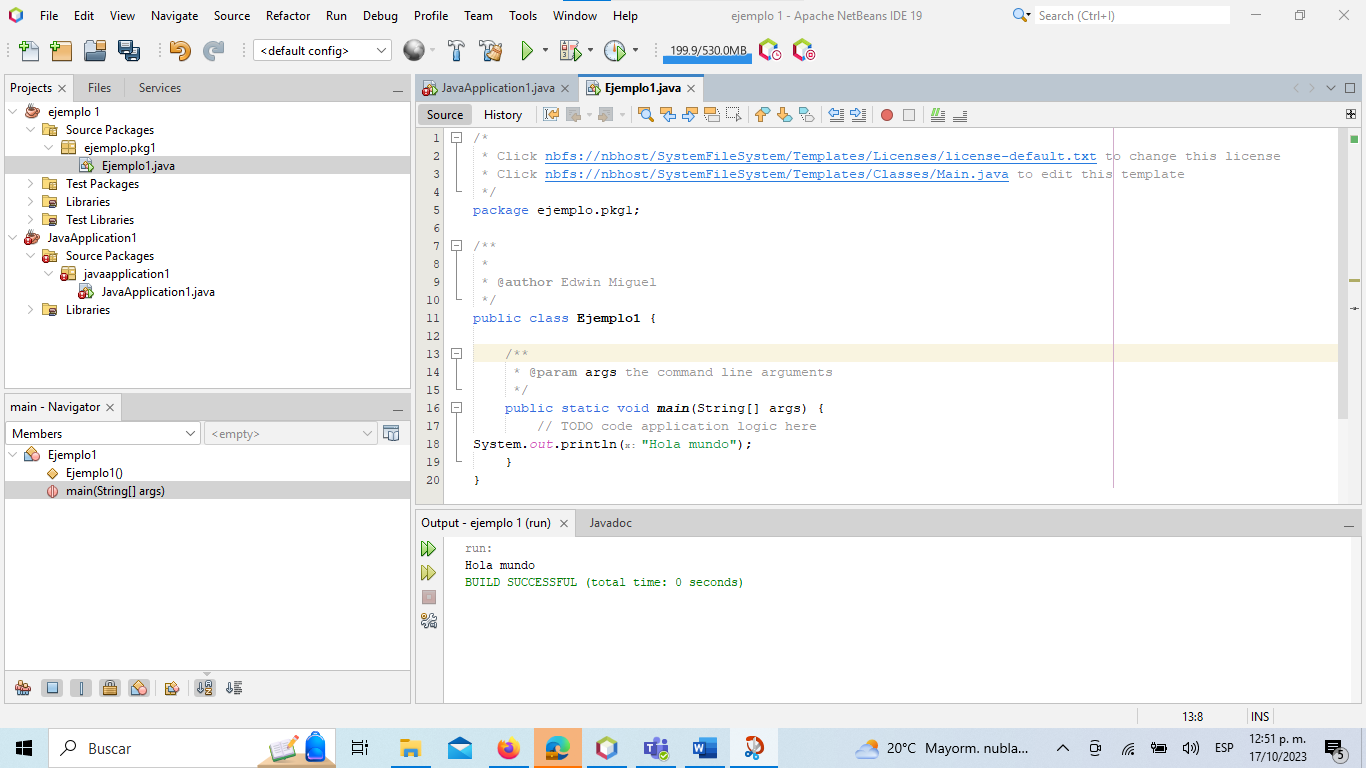 File Edit View Navigate Source Refactor Run Debug Profile Team Tools Window Help ejemplo 1 - Apache NetBeans IDE 19 Search (Ctrl+I)
<default config> 199.9/530.0MB
Projects Files Services
ejemplo 1
Source Packages
ejemplo.pkg1
Ejemplo1.java
Test Packages
Libraries
Test Libraries
JavaApplication1
Source Packages
javaapplication1
JavaApplication1.java
Libraries
main - Navigator
Members <empty>
Ejemplo1
Ejemplo1()
main(String[] args)
JavaApplication1.java Ejemplo1.java
Source History
1 /*
2 * Click nbfs://nbhost/SystemFileSystem/Templates/Licenses/license-default.txt to change this license
3 * Click nbfs://nbhost/SystemFileSystem/Templates/Classes/Main.java to edit this template
4 */
5 package ejemplo.pkg1;
6
7 /**
8 *
9 * @author Edwin Miguel
10 */
11 public class Ejemplo1 {
12
13 /**
14 * @param args the command line arguments
15 */
16 public static void main(String[] args) {
17 // TODO code application logic here
18 System.out.println(x: "Hola mundo");
19 }
20 }
Output - ejemplo 1 (run) Javadoc
run:
Hola mundo
BUILD SUCCESSFUL (total time: 0 seconds)
13:8 INS
Buscar 20°C Mayorm. nubla... ESP 12:51 p. m.
17/10/2023 5